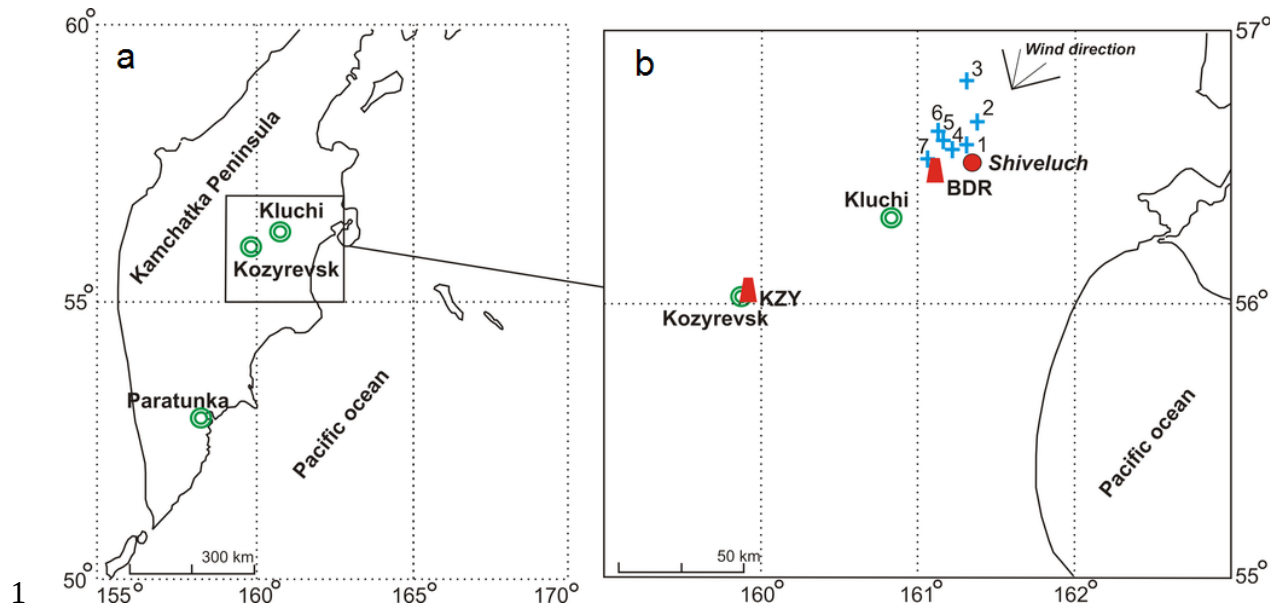 60°
a
Kamchatka Peninsula
Kluchi
Kozyrevsk
55°
Paratunka
Pacific ocean
300 km
50°
155°
160°
165°
170°
b
Wind direction
57°
3
2
6
5
4
1
7
Shiveluch
BDR
Kluchi
KZY
Kozyrevsk
56°
Pacific ocean
50 km
55°
160°
161°
162°
1